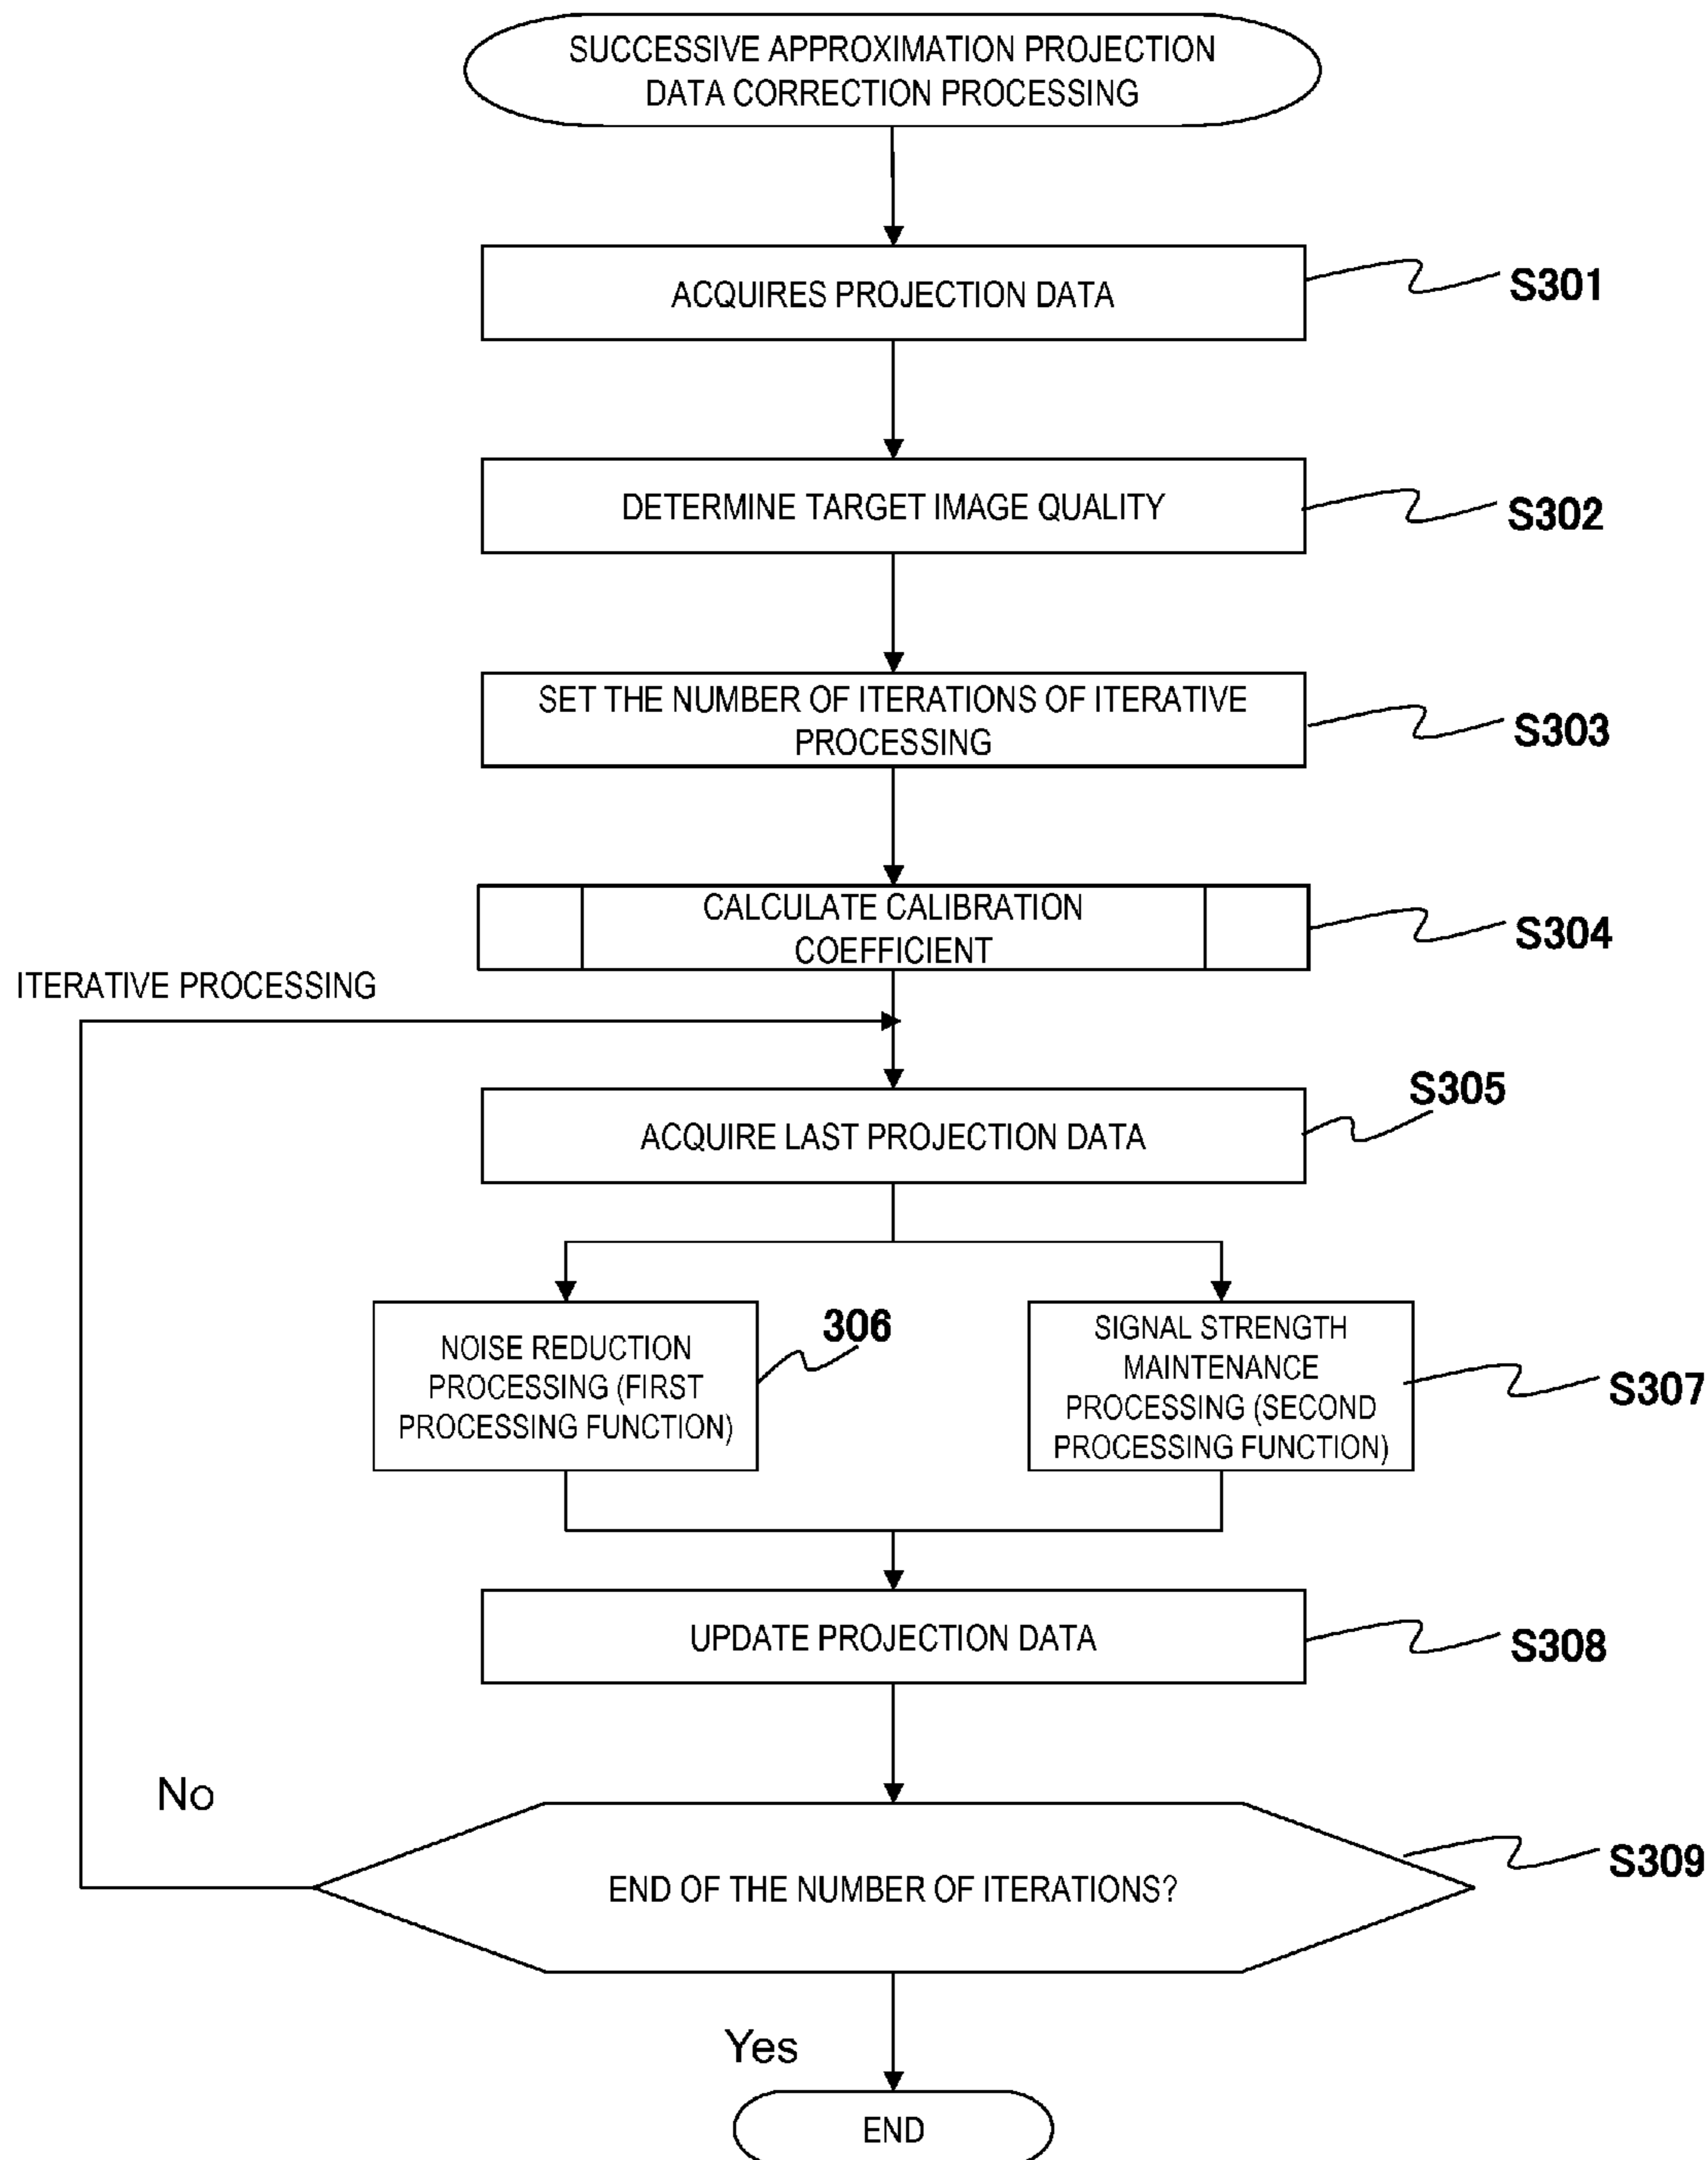 SUCCESSIVE APPROXIMATION PROJECTION
DATA CORRECTION PROCESSING
ACQUIRES PROJECTION DATA
S301
DETERMINE TARGET IMAGE QUALITY
S302
SET THE NUMBER OF ITERATIONS OF ITERATIVE
PROCESSING
S303
CALCULATE CALIBRATION
COEFFICIENT
S304
ITERATIVE PROCESSING
ACQUIRE LAST PROJECTION DATA
S305
NOISE REDUCTION
PROCESSING (FIRST
PROCESSING FUNCTION)
306
SIGNAL STRENGTH
MAINTENANCE
PROCESSING (SECOND
PROCESSING FUNCTION)
S307
UPDATE PROJECTION DATA
S308
No
END OF THE NUMBER OF ITERATIONS?
S309
Yes
END